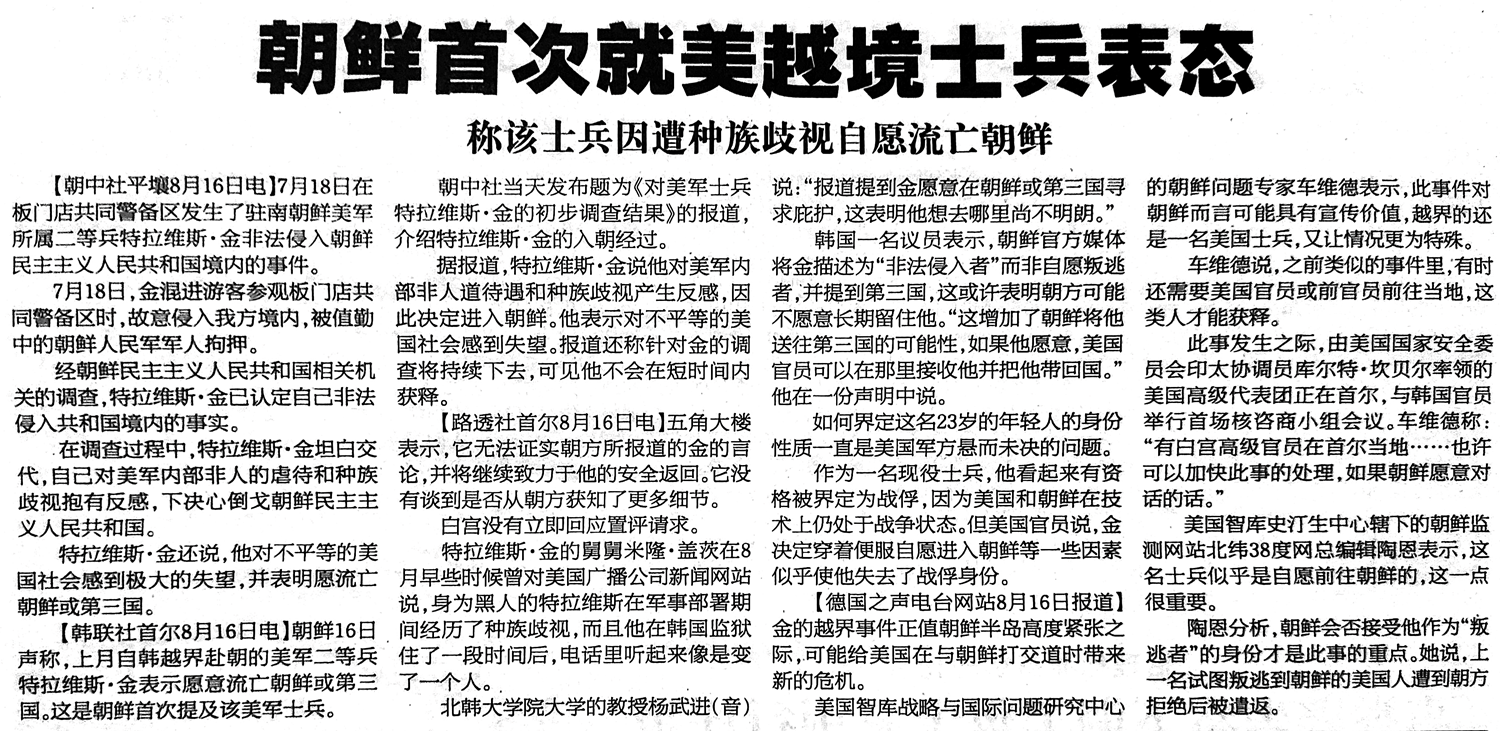 朝鲜首次就美越境士兵表态
称该士兵因遭种族歧视自愿流亡朝鲜
【朝中社平壤8月16日电】7月18日在
板门店共同警备区发生了驻南朝鲜美军
所属二等兵特拉维斯·金非法侵入朝鲜
民主主义人民共和国境内的事件。
7月18日，金混进游客参观板门店共
同警备区时，故意侵入我方境内，被值勤
中的朝鲜人民军军人拘押。
经朝鲜民主主义人民共和国相关机
关的调查，特拉维斯·金已认定自己非法
侵入共和国境内的事实。
在调查过程中，特拉维斯·金坦白交
代，自己对美军内部非人的虐待和种族
歧视抱有反感，下决心倒戈朝鲜民主主
义人民共和国。
特拉维斯·金还说，他对不平等的美
国社会感到极大的失望，并表明愿流亡
朝鲜或第三国。
【韩联社首尔8月16日电】朝鲜16日
声称，上月自韩越界赴朝的美军二等兵
特拉维斯·金表示愿意流亡朝鲜或第三
国。这是朝鲜首次提及该美军士兵。
朝中社当天发布题为《对美军士兵
特拉维斯·金的初步调查结果》的报道，
介绍特拉维斯·金的入朝经过。
据报道，特拉维斯·金说他对美军内
部非人道待遇和种族歧视产生反感，因
此决定进入朝鲜。他表示对不平等的美
国社会感到失望。报道还称针对金的调
查将持续下去，可见他不会在短时间内
获释。
【路透社首尔8月16日电】五角大楼
表示，它无法证实朝方所报道的金的言
论，并将继续致力于他的安全返回。它没
有谈到是否从朝方获知了更多细节。
白宫没有立即回应置评请求。
特拉维斯·金的舅舅米隆·盖茨在8
月早些时候曾对美国广播公司新闻网站
说，身为黑人的特拉维斯在军事部署期
间经历了种族歧视，而且他在韩国监狱
住了一段时间后，电话里听起来像是变
了一个人。
北韩大学院大学的教授杨武进（音）
说：“报道提到金愿意在朝鲜或第三国寻
求庇护，这表明他想去哪里尚不明朗。”
韩国一名议员表示，朝鲜官方媒体
将金描述为“非法侵入者”而非自愿叛逃
者，并提到第三国，这或许表明朝方可能
不愿意长期留住他。“这增加了朝鲜将他
送往第三国的可能性，如果他愿意，美国
官员可以在那里接收他并把他带回国。”
他在一份声明中说。
如何界定这名23岁的年轻人的身份
性质一直是美国军方悬而未决的问题。
作为一名现役士兵，他看起来有资
格被界定为战俘，因为美国和朝鲜在技
术上仍处于战争状态。但美国官员说，金
决定穿着便服自愿进入朝鲜等一些因素
似乎使他失去了战俘身份。
【德国之声电台网站8月16日报道】
金的越界事件正值朝鲜半岛高度紧张之
际，可能给美国在与朝鲜打交道时带来
新的危机。
美国智库战略与国际问题研究中心
的朝鲜问题专家车维德表示，此事件对
朝鲜而言可能具有宣传价值，越界的还
是一名美国士兵，又让情况更为特殊。
车维德说，之前类似的事件里，有时
还需要美国官员或前官员前往当地，这
类人才能获释。
此事发生之际，由美国国家安全委
员会印太协调员库尔特·坎贝尔率领的
美国高级代表团正在首尔，与韩国官员
举行首场核咨商小组会议。车维德称：
“有白宫高级官员在首尔当地……也许
可以加快此事的处理，如果朝鲜愿意对
话的话。”
美国智库史汀生中心辖下的朝鲜监
测网站北纬38度网总编辑陶恩表示，这
名士兵似乎是自愿前往朝鲜的，这一点
很重要。
陶恩分析，朝鲜会否接受他作为“叛
逃者”的身份才是此事的重点。她说，上
一名试图叛逃到朝鲜的美国人遭到朝方
拒绝后被遣返。